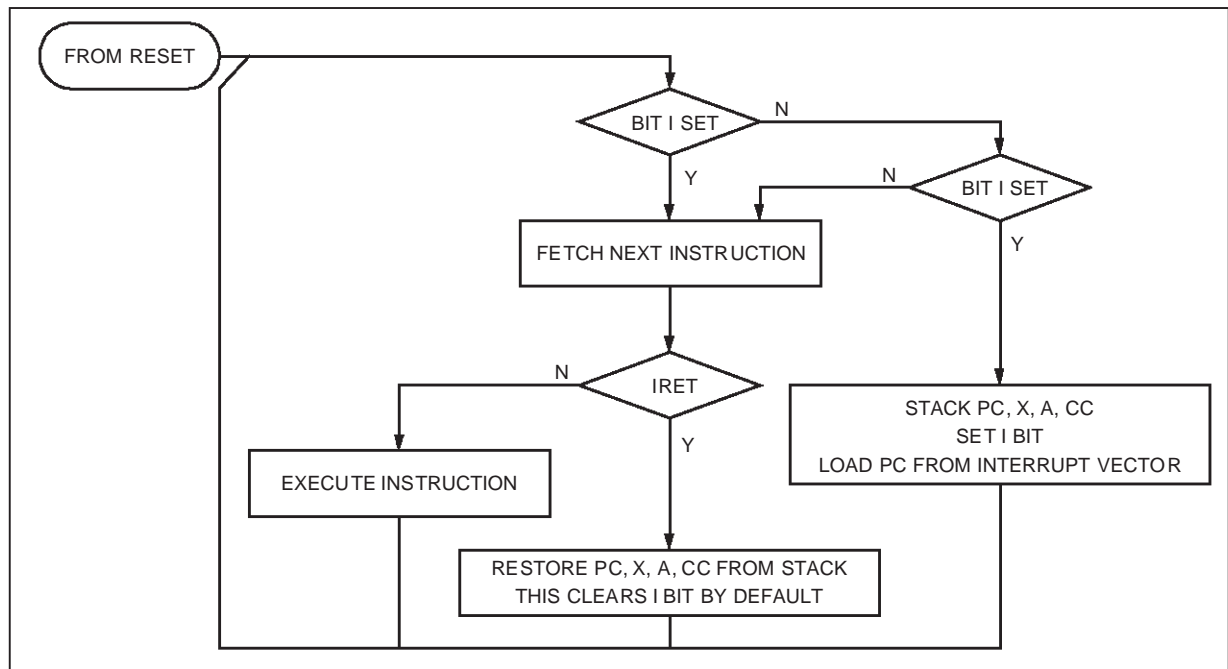 FROM RESET
BIT I SET
N
Y
BIT I SET
N
Y
FETCH NEXT INSTRUCTION
IRET
N
Y
STACK PC, X, A, CC
SET I BIT
LOAD PC FROM INTERRUPT VECTOR
EXECUTE INSTRUCTION
RESTORE PC, X, A, CC FROM STACK
THIS CLEARS I BIT BY DEFAULT